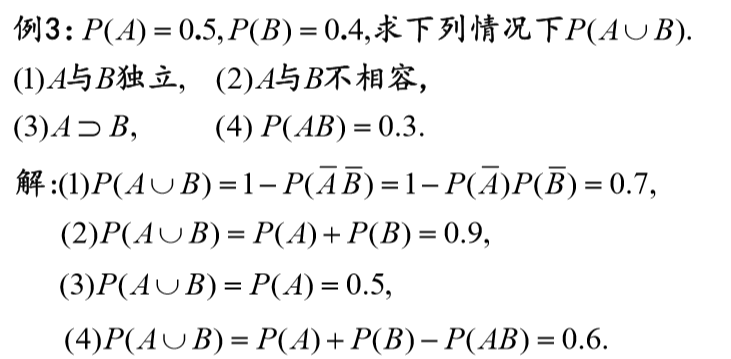 例3: P(A) = 0.5, P(B) = 0.4,求下列情况下P(A∪B).
(1)A与B独立, (2)A与B不相容,
(3)A⊃B, (4) P(AB) = 0.3.
解:(1)P(A∪B) = 1− P(A̅ B̅) = 1− P(A̅)P(B̅) = 0.7,
(2)P(A∪B) = P(A) + P(B) = 0.9,
(3)P(A∪B) = P(A) = 0.5,
(4)P(A∪B) = P(A) + P(B) − P(AB) = 0.6.